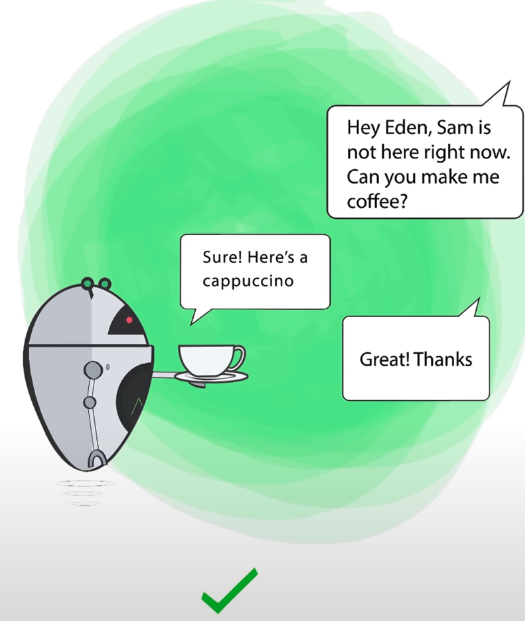 Hey Eden, Sam is
not here right now.
Can you make me
coffee?
Sure! Here's a
cappuccino
Great! Thanks